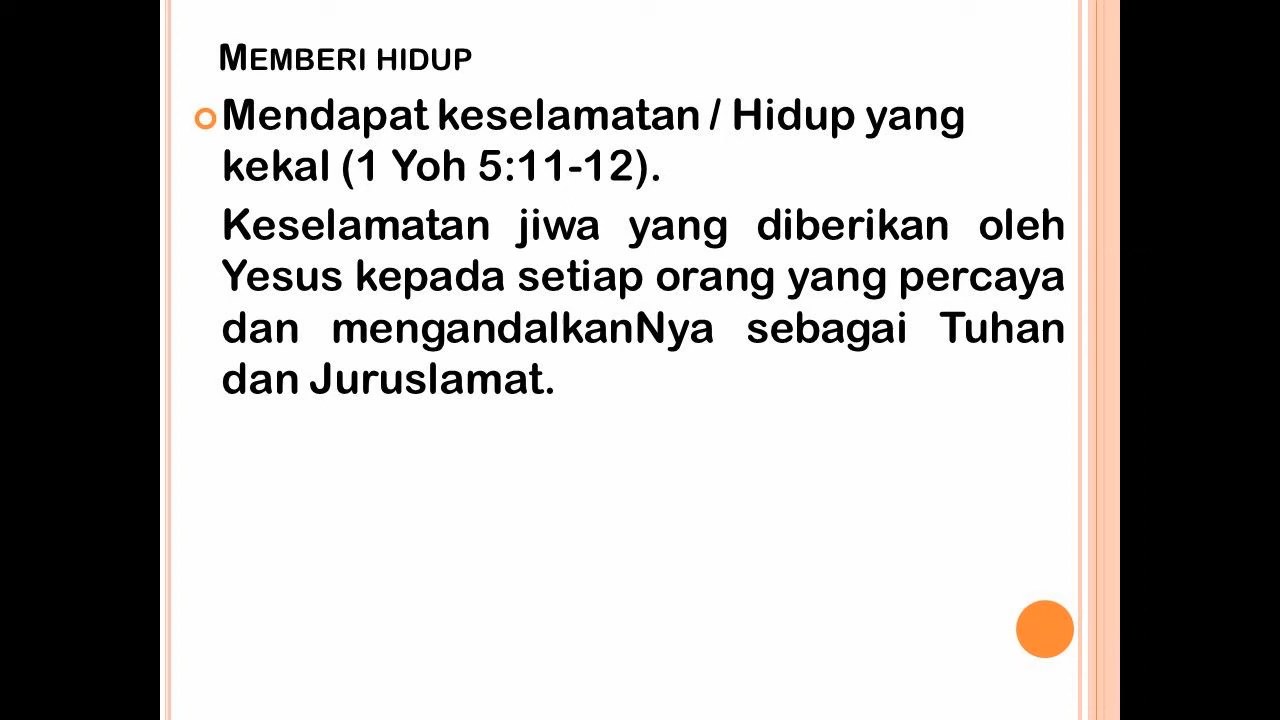 MEMBERI HIDUP
Mendapat keselamatan / Hidup yang
kekal (1 Yoh 5:11-12).
Keselamatan jiwa yang diberikan oleh
Yesus kepada setiap orang yang percaya
dan mengandalkanNya sebagai Tuhan
dan Juruslamat.